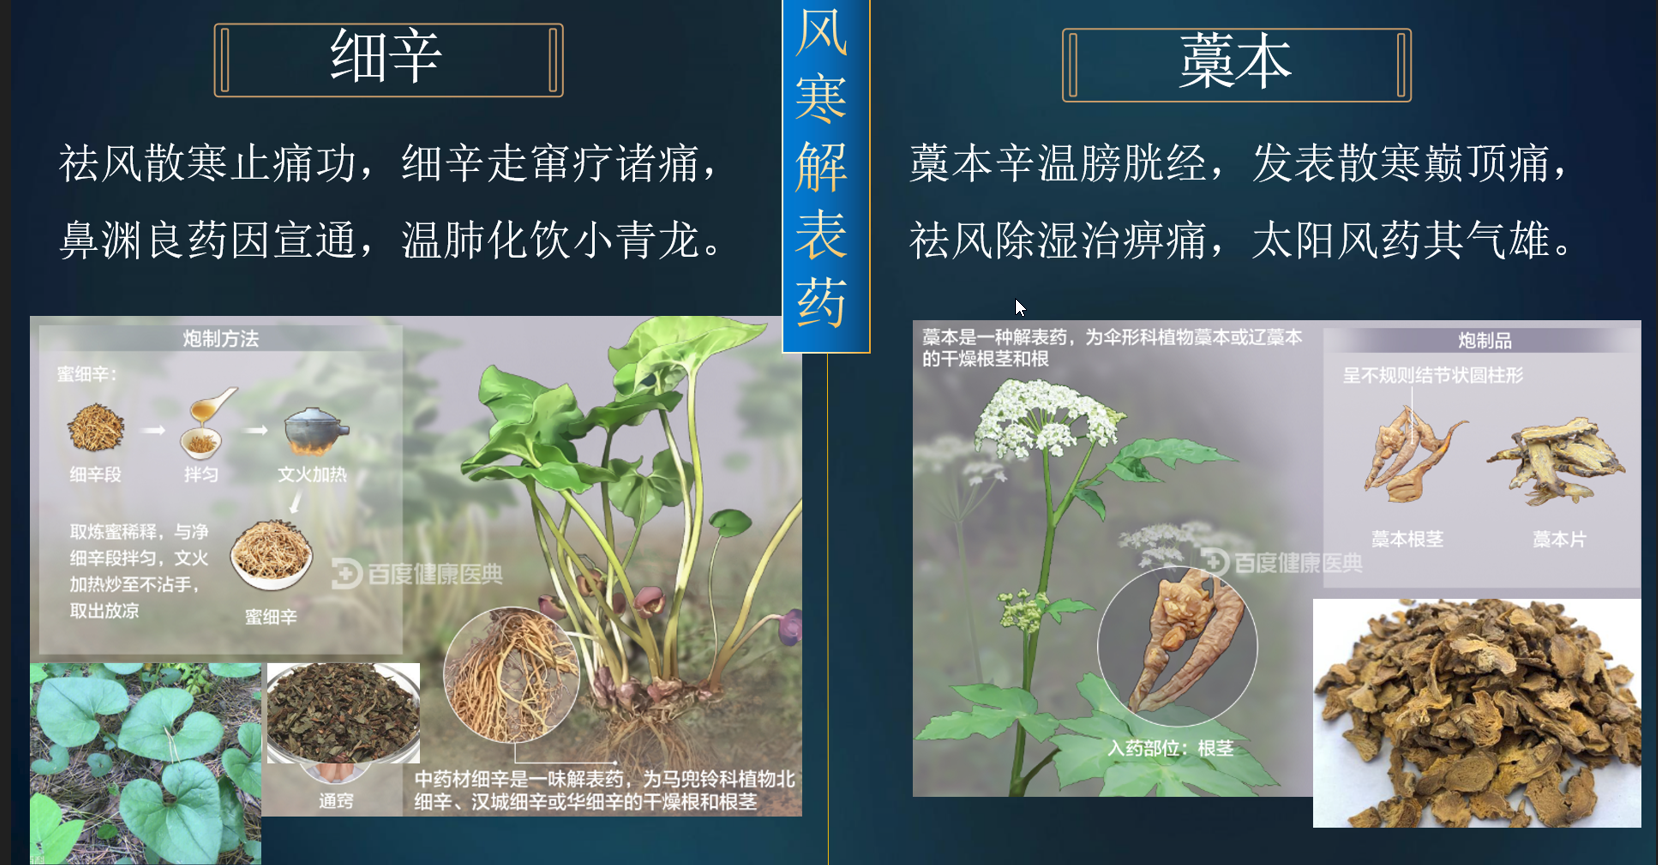 细辛
祛风散寒止痛功，细辛走窜疗诸痛，
鼻渊良药因宣通，温肺化饮小青龙。
炮制方法
蜜细辛：
细辛段
拌匀
文火加热
取炼蜜稀释，与净
细辛段拌匀，文火
加热炒至不沾手，
取出放凉
蜜细辛
百度健康医典
通窍
中药材细辛是一味解表药，为马兜铃科植物北
细辛、汉城细辛或华细辛的干燥根和根茎
风寒解表药
藁本
藁本辛温膀胱经，发表散寒巅顶痛，
祛风除湿治痹痛，太阳风药其气雄。
藁本是一种解表药，为伞形科植物藁本或辽藁本
的干燥根茎和根
炮制品
呈不规则结节状圆柱形
藁本根茎
藁本片
百度健康医典
入药部位：根茎